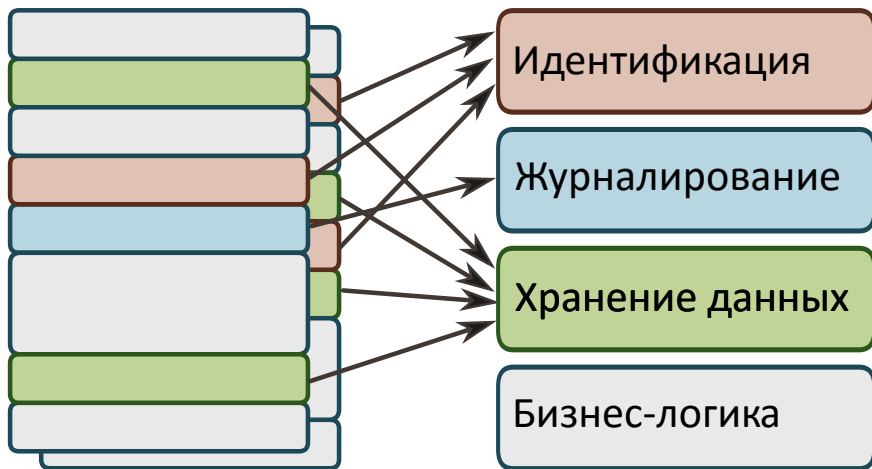 Идентификация
Журналирование
Хранение данных
Бизнес-логика